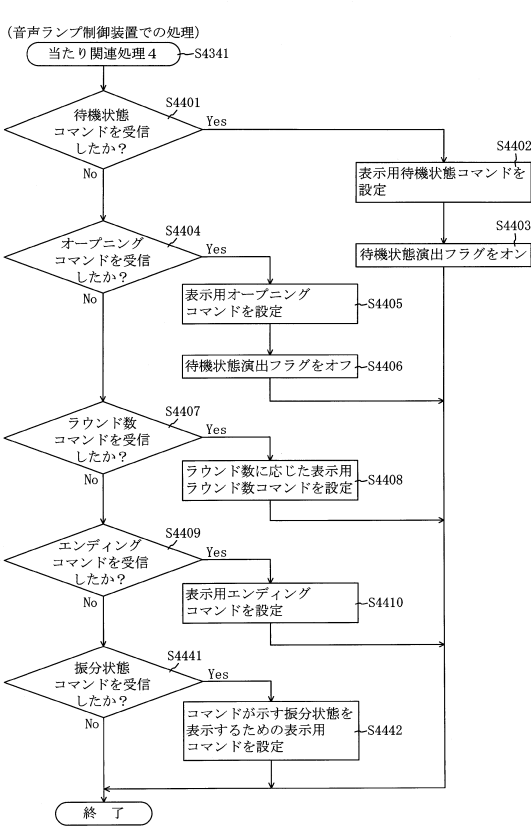 (音声ランプ制御装置での処理)
当たり関連処理4
S4341
S4401
待機状態
コマンドを受信
したか?
Yes
No
S4402
表示用待機状態コマンドを
設定
S4403
待機状態演出フラグをオン
S4404
オープニング
コマンドを受信
したか?
Yes
No
表示用オープニング
コマンドを設定
S4405
待機状態演出フラグをオフ
S4406
S4407
ラウンド数
コマンドを受信
したか?
Yes
No
ラウンド数に応じた表示用
ラウンド数コマンドを設定
S4408
S4409
エンディング
コマンドを受信
したか?
Yes
No
表示用エンディング
コマンドを設定
S4410
S4441
振分状態
コマンドを受信
したか?
Yes
No
コマンドが示す振分状態を
表示するための表示用
コマンドを設定
S4442
終 了